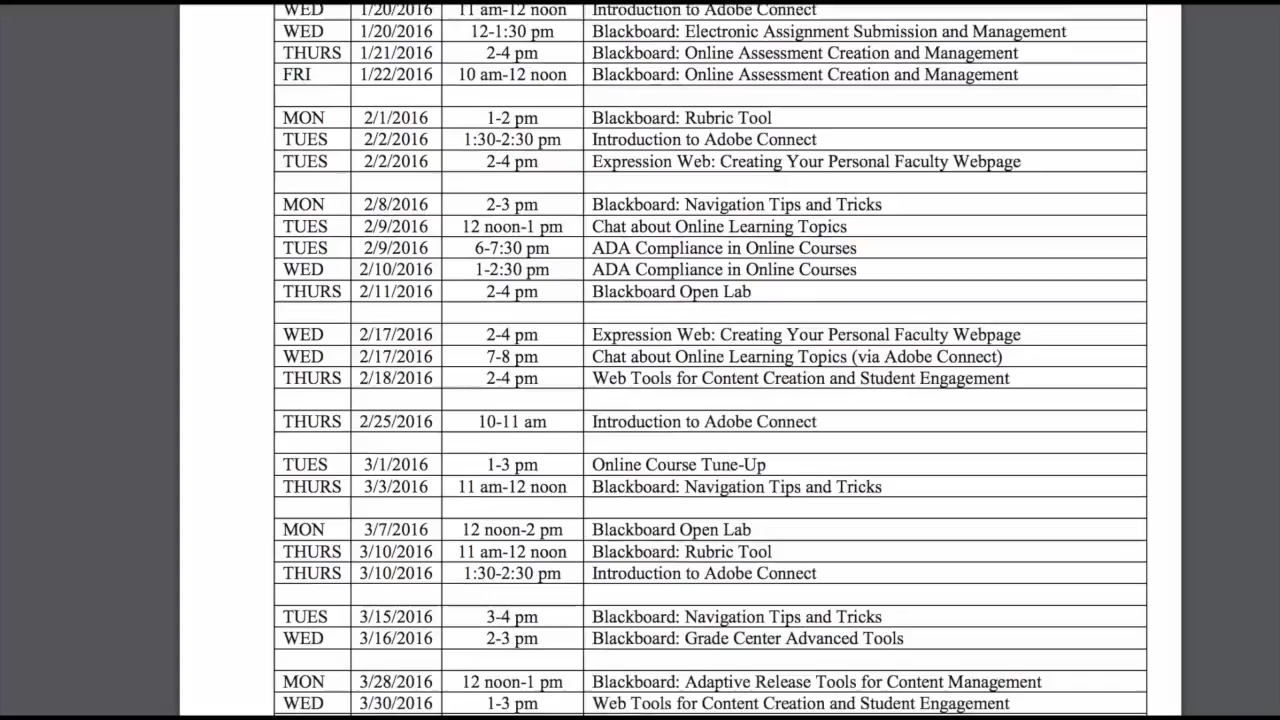 WED 1/20/2016 11 am-12 noon Introduction to Adobe Connect
WED 1/20/2016 12-1:30 pm Blackboard: Electronic Assignment Submission and Management
THURS 1/21/2016 2-4 pm Blackboard: Online Assessment Creation and Management
FRI 1/22/2016 10 am-12 noon Blackboard: Online Assessment Creation and Management
MON 2/1/2016 1-2 pm Blackboard: Rubric Tool
TUES 2/2/2016 1:30-2:30 pm Introduction to Adobe Connect
TUES 2/2/2016 2-4 pm Expression Web: Creating Your Personal Faculty Webpage
MON 2/8/2016 2-3 pm Blackboard: Navigation Tips and Tricks
TUES 2/9/2016 12 noon-1 pm Chat about Online Learning Topics
TUES 2/9/2016 6-7:30 pm ADA Compliance in Online Courses
WED 2/10/2016 1-2:30 pm ADA Compliance in Online Courses
THURS 2/11/2016 2-4 pm Blackboard Open Lab
WED 2/17/2016 2-4 pm Expression Web: Creating Your Personal Faculty Webpage
WED 2/17/2016 7-8 pm Chat about Online Learning Topics (via Adobe Connect)
THURS 2/18/2016 2-4 pm Web Tools for Content Creation and Student Engagement
THURS 2/25/2016 10-11 am Introduction to Adobe Connect
TUES 3/1/2016 1-3 pm Online Course Tune-Up
THURS 3/3/2016 11 am-12 noon Blackboard: Navigation Tips and Tricks
MON 3/7/2016 12 noon-2 pm Blackboard Open Lab
THURS 3/10/2016 11 am-12 noon Blackboard: Rubric Tool
THURS 3/10/2016 1:30-2:30 pm Introduction to Adobe Connect
TUES 3/15/2016 3-4 pm Blackboard: Navigation Tips and Tricks
WED 3/16/2016 2-3 pm Blackboard: Grade Center Advanced Tools
MON 3/28/2016 12 noon-1 pm Blackboard: Adaptive Release Tools for Content Management
WED 3/30/2016 1-3 pm Web Tools for Content Creation and Student Engagement